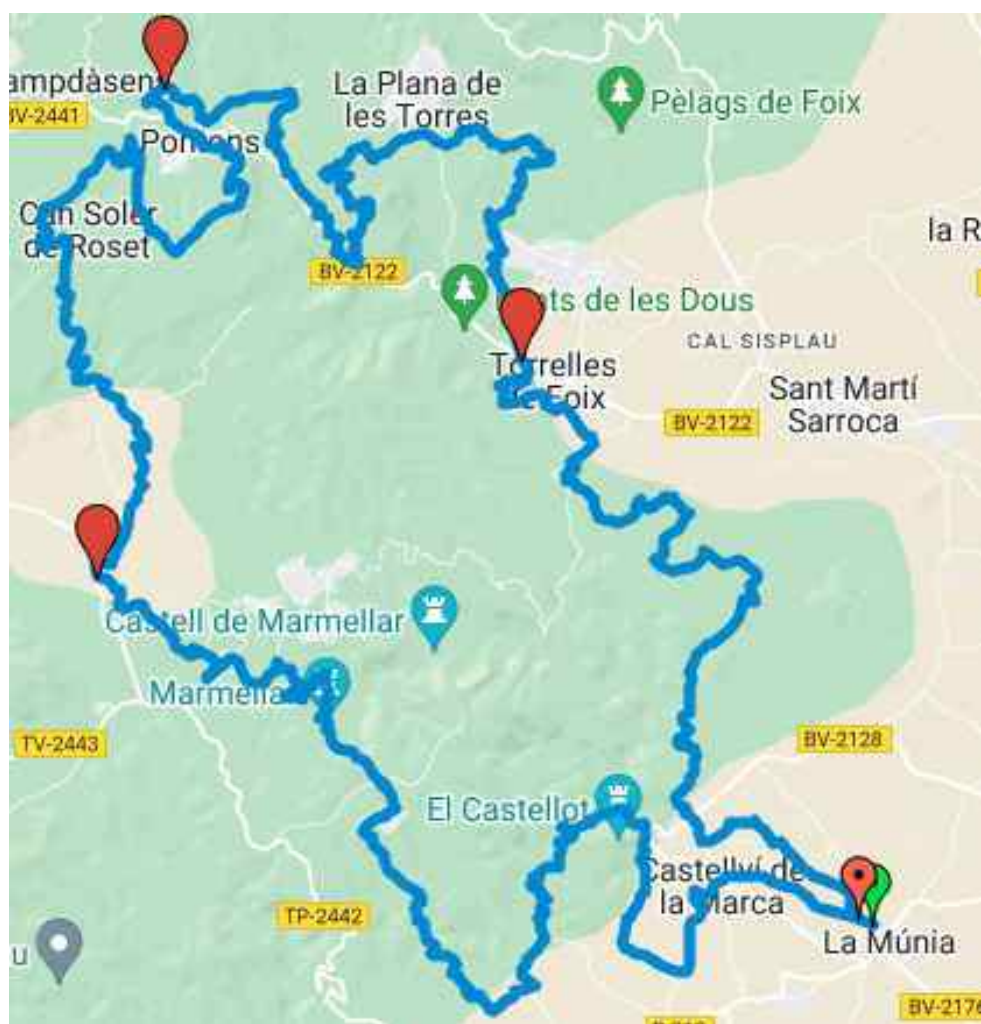 ampdàsens
La Plana de
les Torres
Pèlags de Foix
BV-2441
Pontons
Can Soler
de Roset
la R
BV-2122
ts de les Dous
CAL SISPLAU
Torrelles
de Foix
Sant Martí
Sarroca
BV-2122
Castell de Marmellar
Marmella
TV-2443
BV-2128
El Castellot
Castellví de
la Marca
TP-2442
La Múnia
u
BV-2176